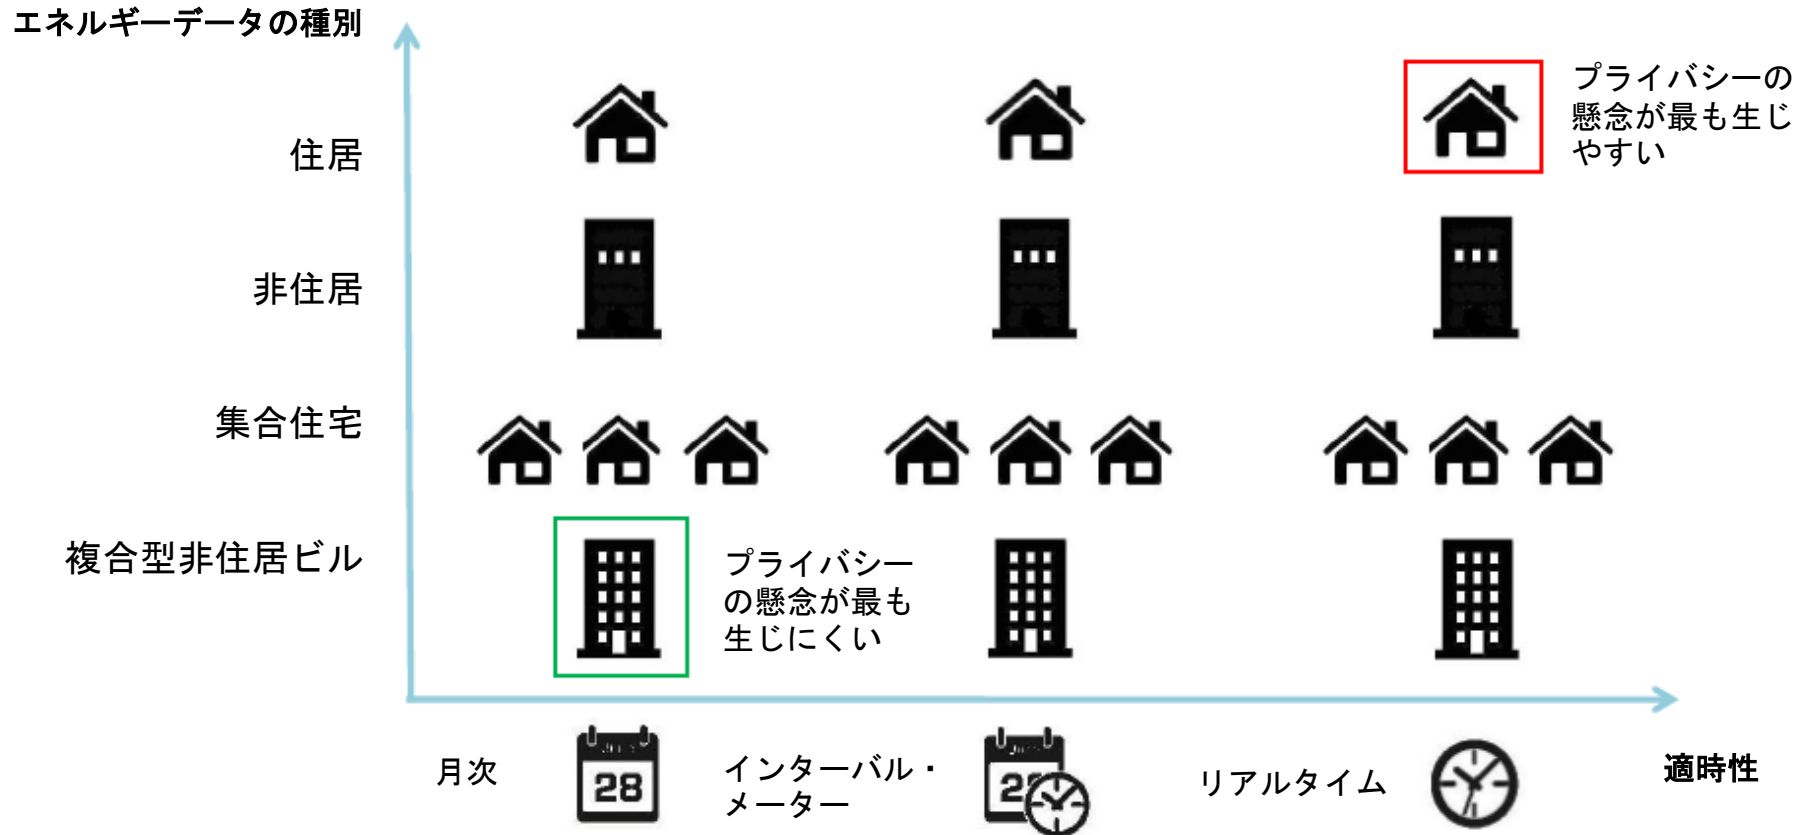 エネルギーデータの種別
住居
プライバシーの
懸念が最も生じ
やすい
非住居
集合住宅
複合型非住居ビル
プライバシー
の懸念が最も
生じにくい
月次
28
インターバル・
メーター
リアルタイム
適時性